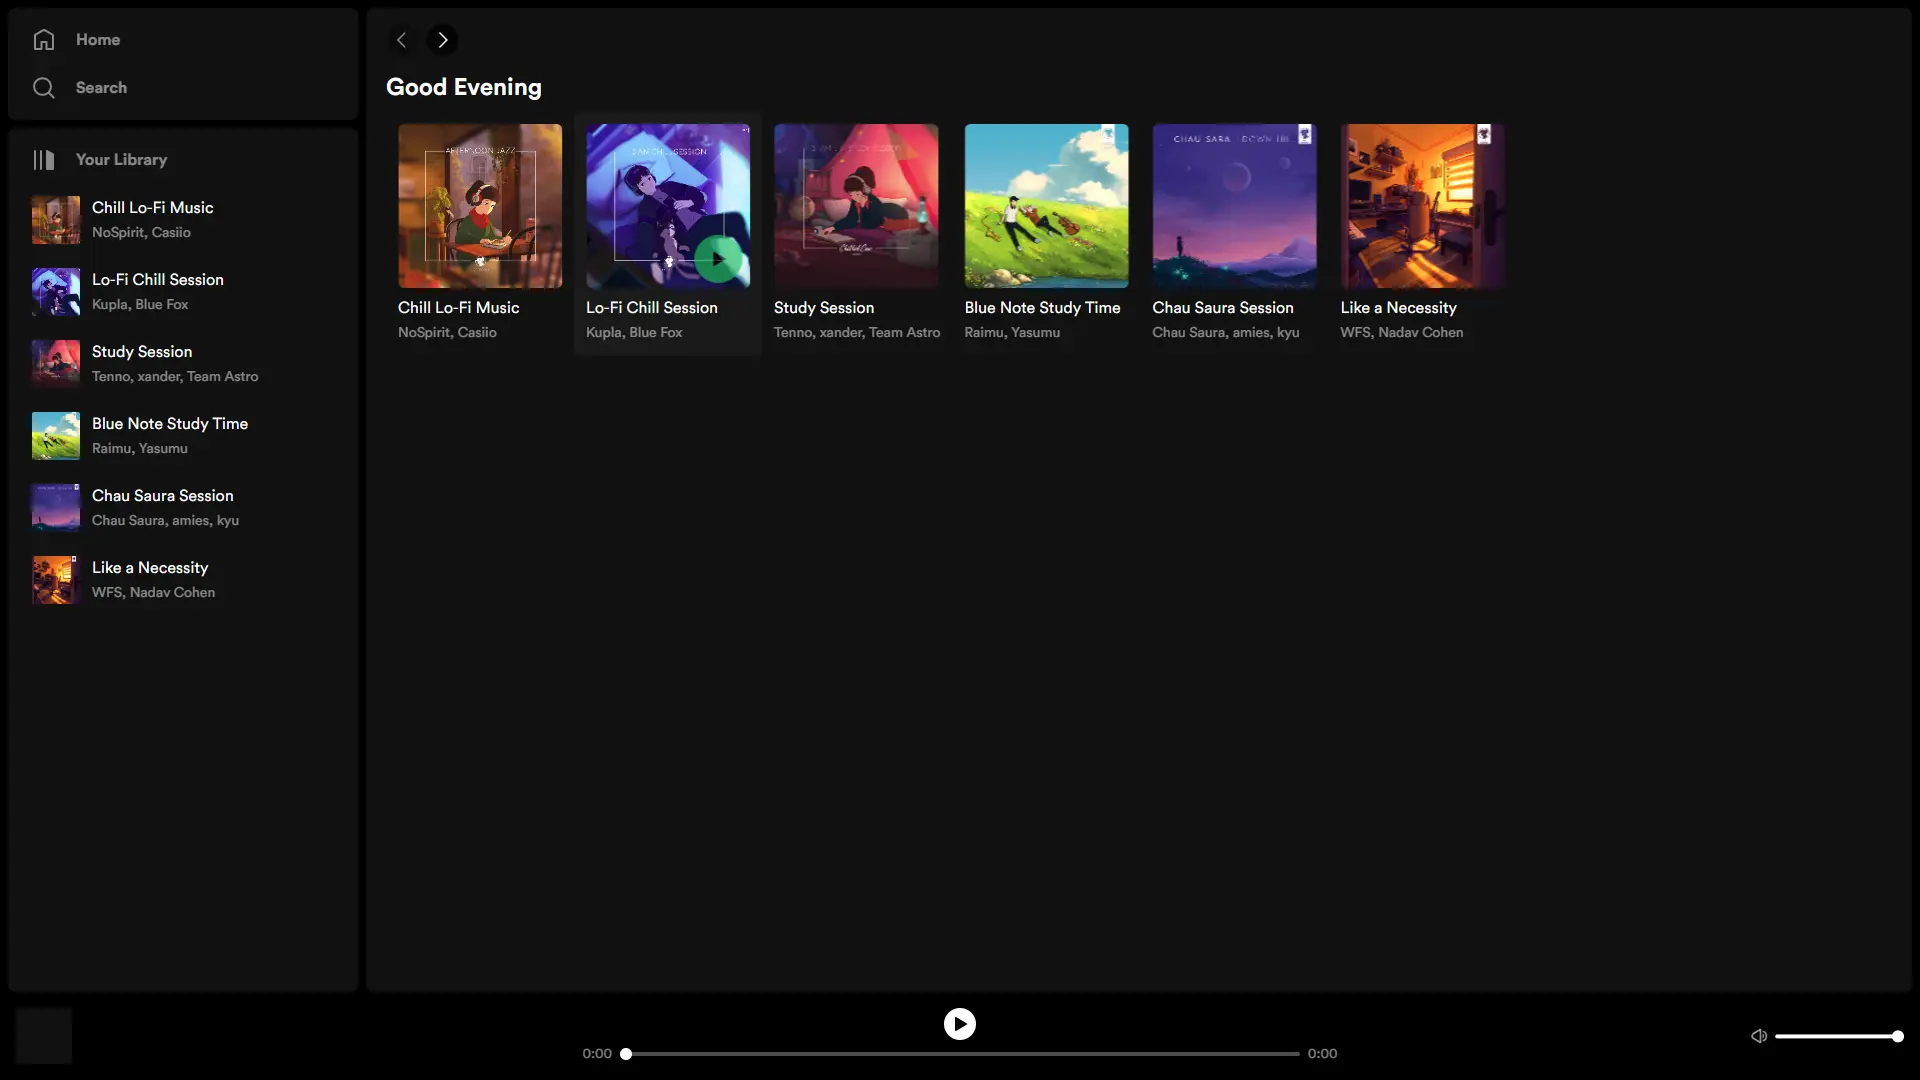 Home
Search
Your Library
Chill Lo-Fi Music
NoSpirit, Casiio
Lo-Fi Chill Session
Kupla, Blue Fox
Study Session
Tenno, xander, Team Astro
Blue Note Study Time
Raimu, Yasumu
Chau Saura Session
Chau Saura, amies, kyu
Like a Necessity
WFS, Nadav Cohen
Good Evening
AFTERNOON JAZZ
Chill Lo-Fi Music
NoSpirit, Casiio
Lo-Fi Chill Session
Kupla, Blue Fox
Study Session
Tenno, xander, Team Astro
Blue Note Study Time
Raimu, Yasumu
CHAU SARA
Chau Saura Session
Chau Saura, amies, kyu
Like a Necessity
WFS, Nadav Cohen
0:00
0:00